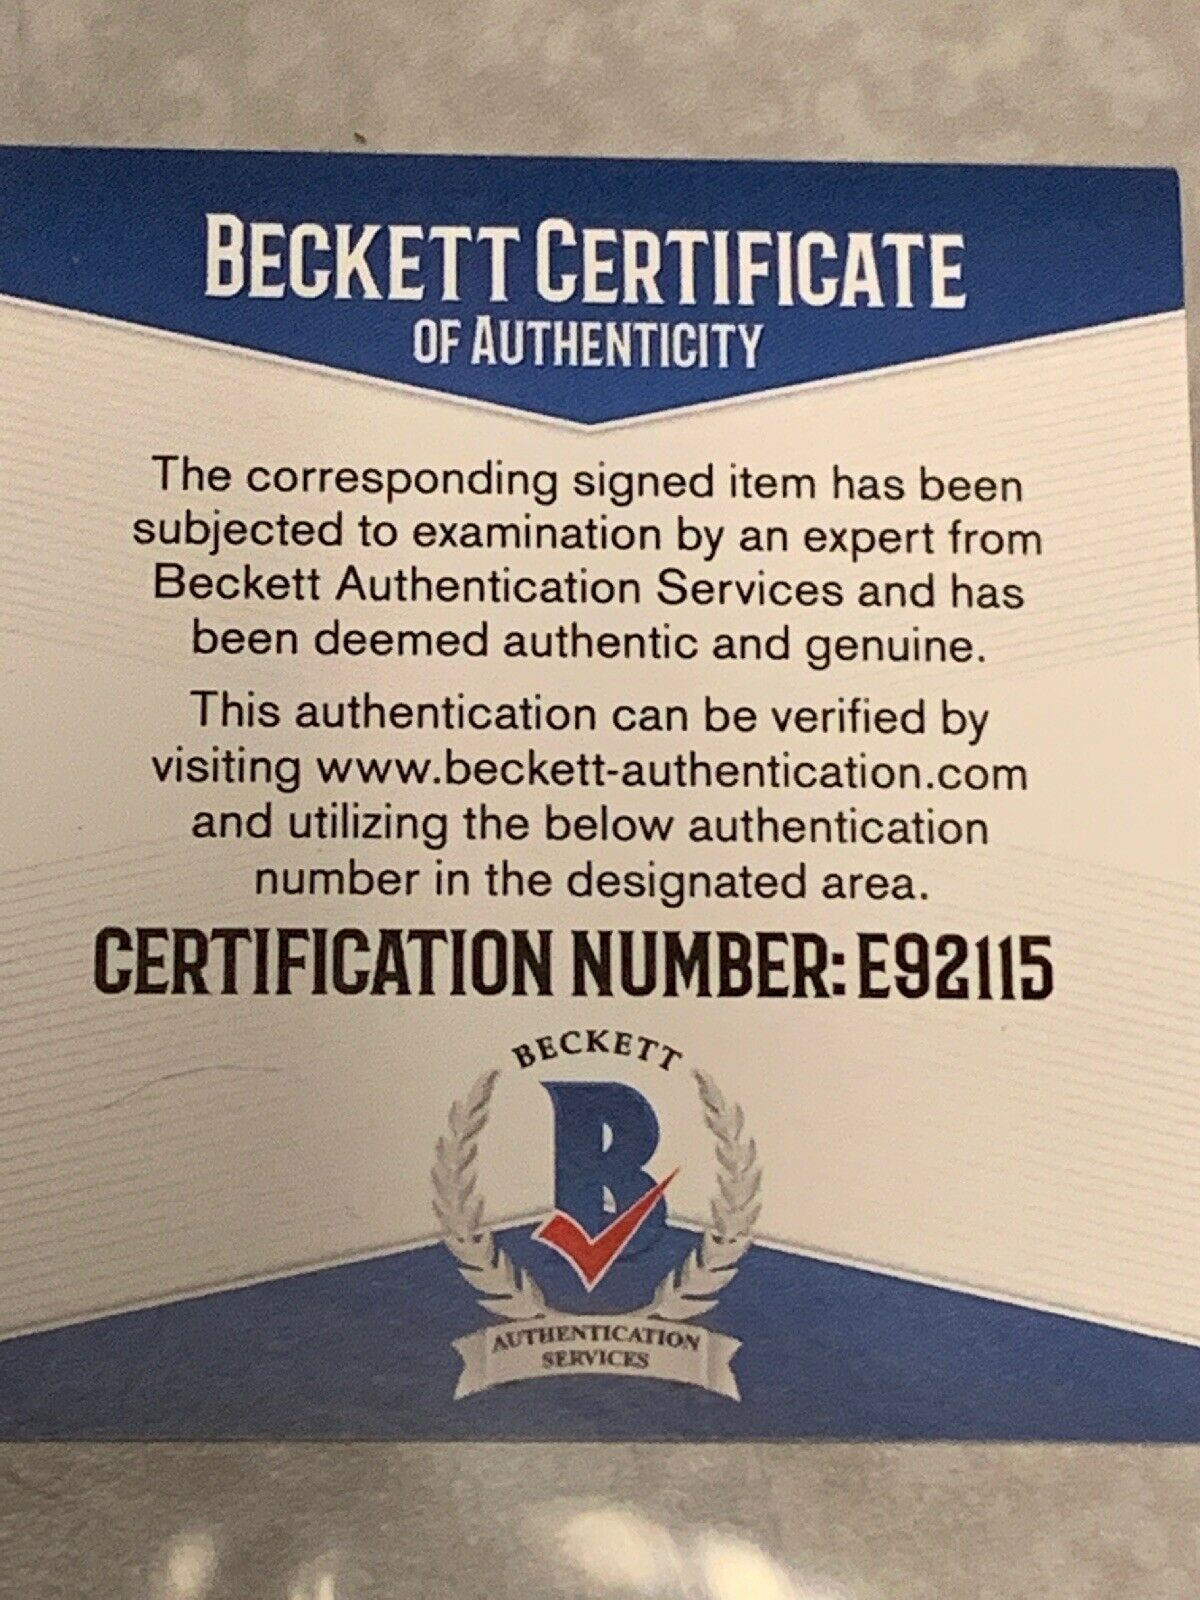 BECKETT CERTIFICATE
OF AUTHENTICITY
The corresponding signed item has been
subjected to examination by an expert from
Beckett Authentication Services and has
been deemed authentic and genuine.
This authentication can be verified by
visiting www.beckett-authentication.com
and utilizing the below authentication
number in the designated area.
CERTIFICATION NUMBER: E92115
BECKETT
B
AUTHENTICATION
SERVICES